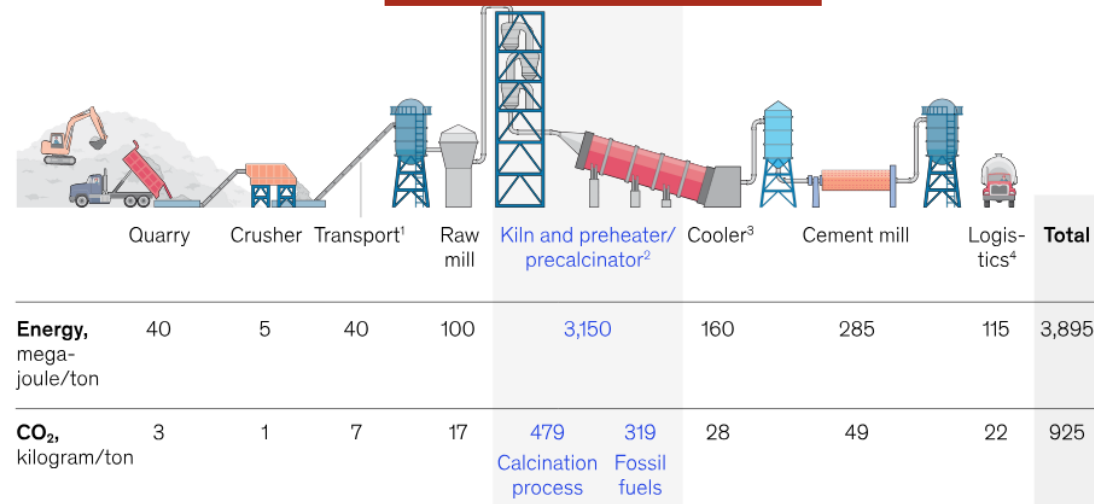 Quarry Crusher Transport¹ Raw mill Kiln and preheater/ precalcinator² Cooler³ Cement mill Logis- tics⁴ Total
Energy, mega- joule/ton 40 5 40 100 3,150 160 285 115 3,895
CO₂, kilogram/ton 3 1 7 17 479 Calcination process 319 Fossil fuels 28 49 22 925